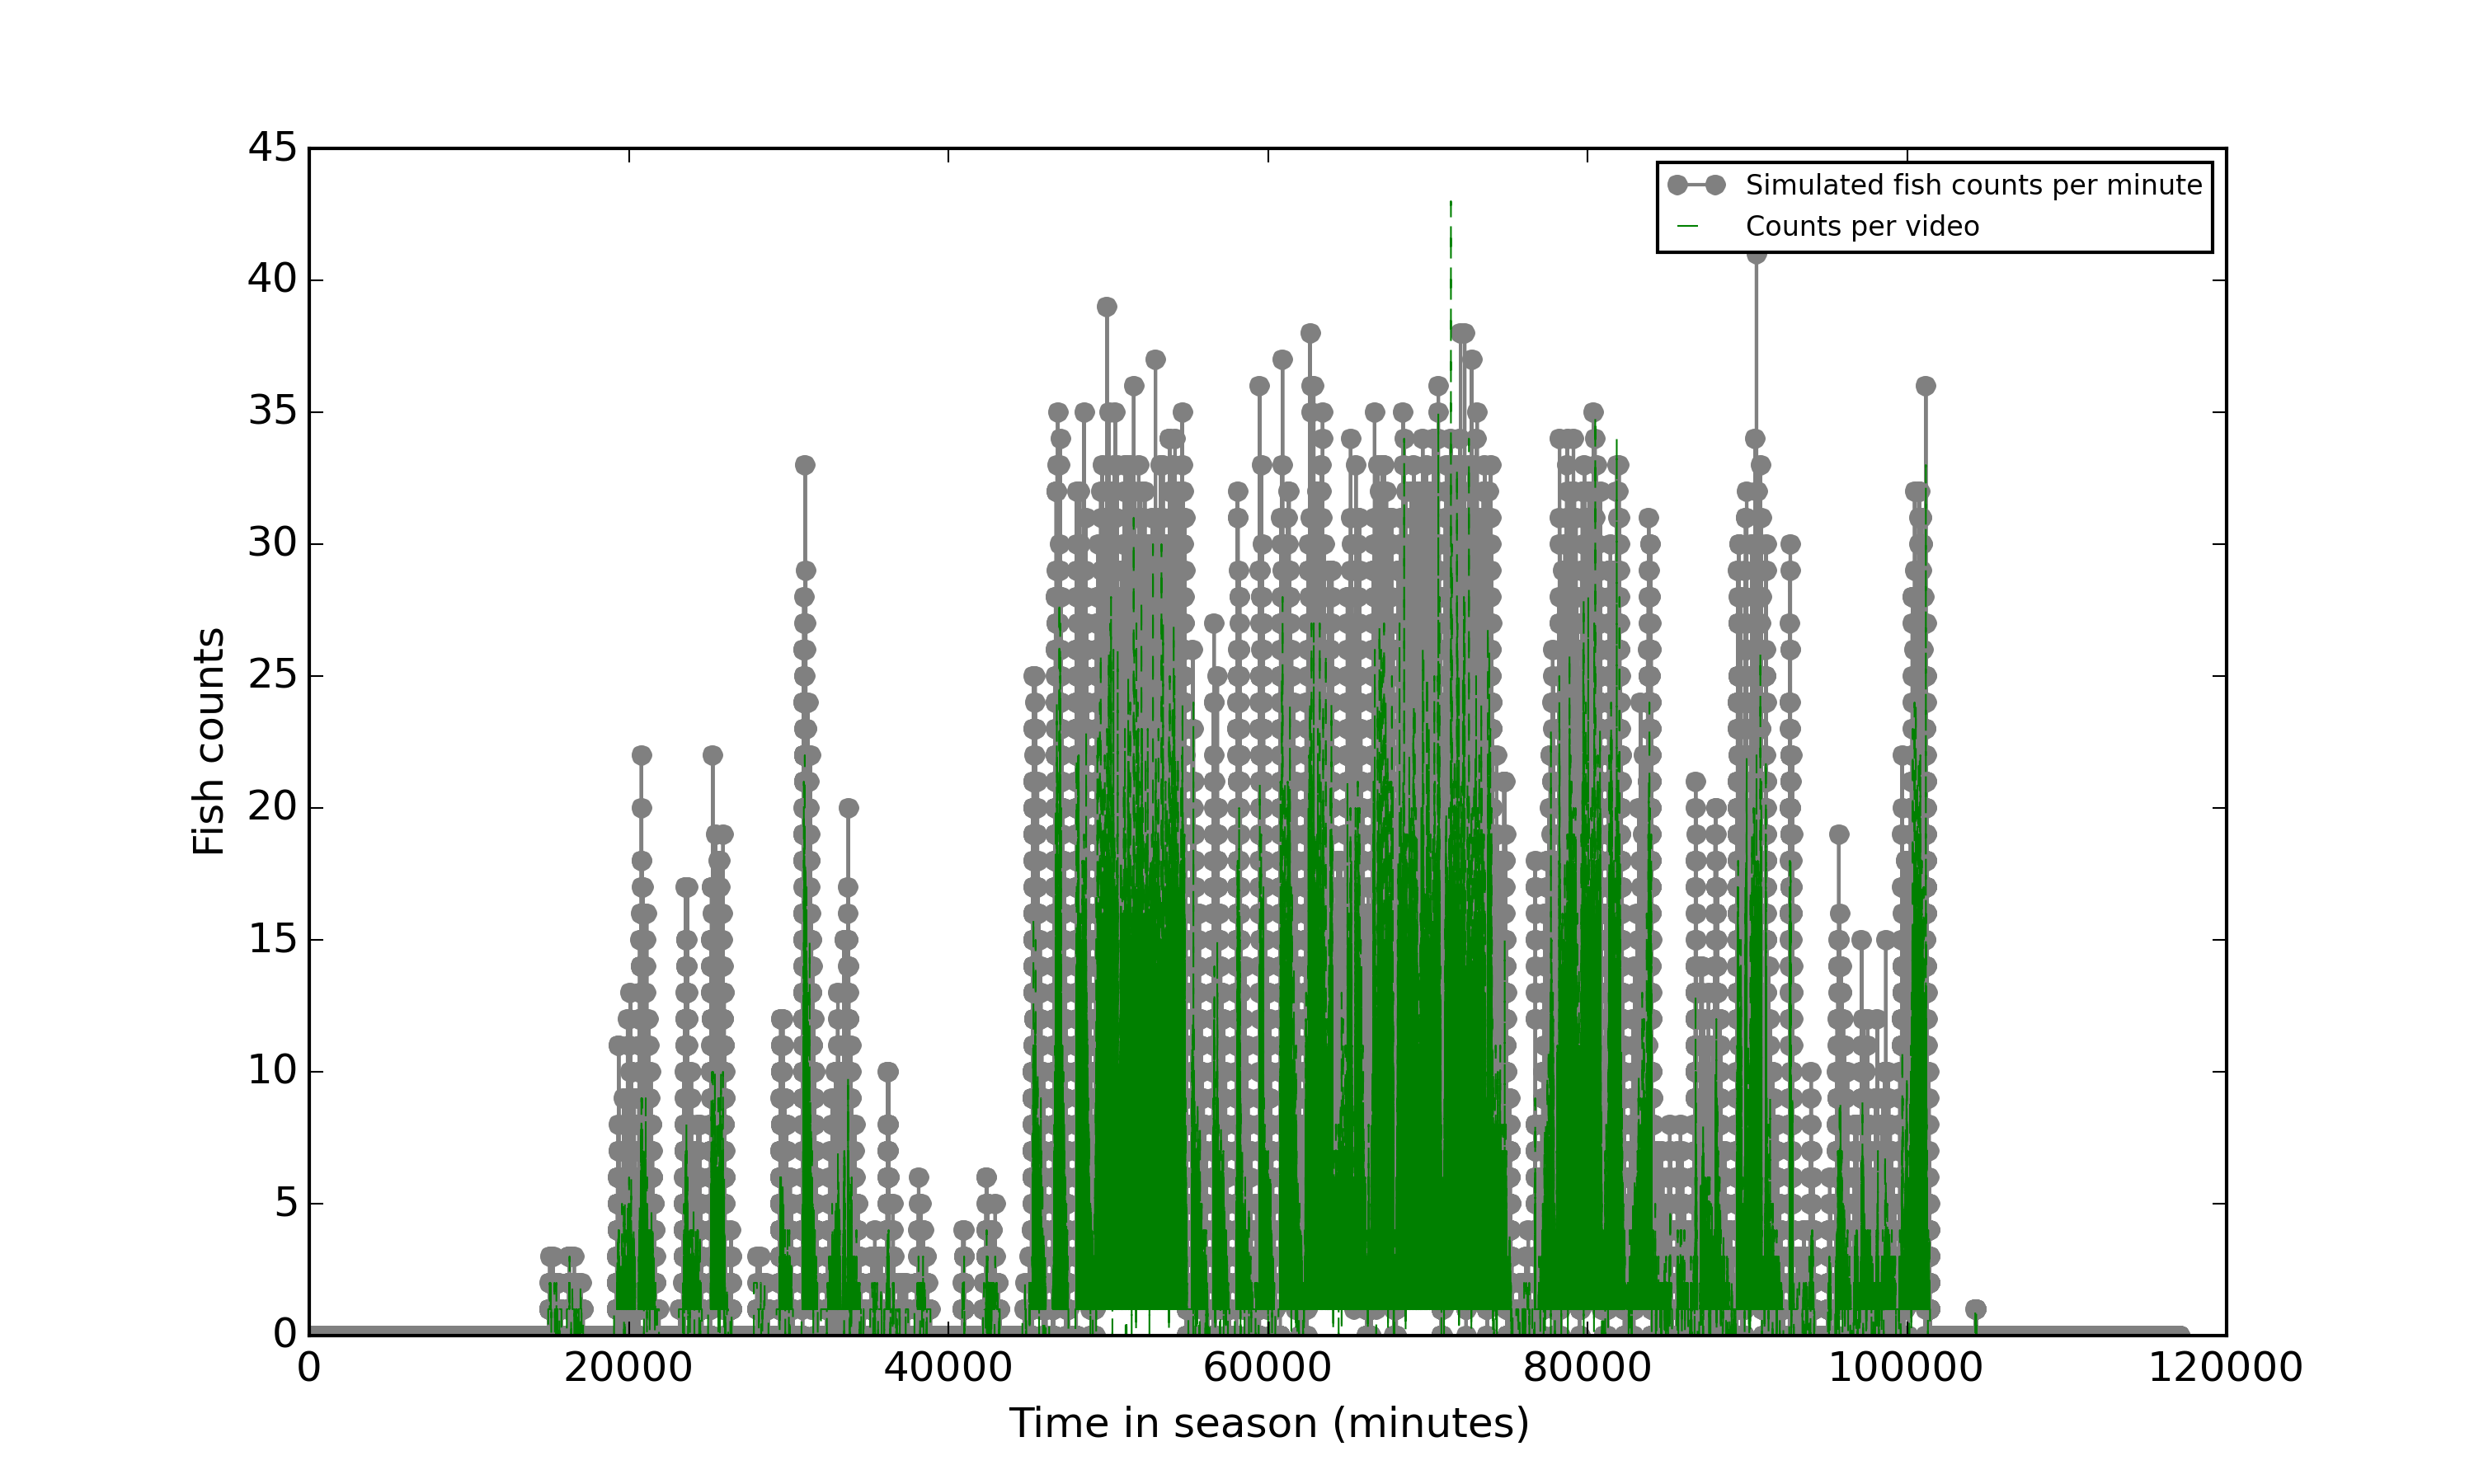 45
40
35
30
25
20
15
10
5
0
Fish counts
Simulated fish counts per minute
Counts per video
0 20000 40000 60000 80000 100000 120000
Time in season (minutes)